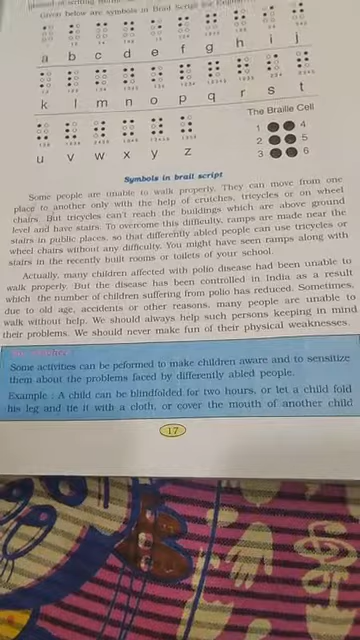 Given below are symbols in Brail Script for English
a b c d e f g h i j
k l m n o p q r s t
The Braille Cell
1 4
2 5
3 6
u v w x y z
Symbols in brail script
Some people are unable to walk properly. They can move from one
place to another only with the help of crutches, tricycles or on wheel
chairs. But tricycles can't reach the buildings which are above ground
level and have stairs. To overcome this difficulty, ramps are made near the
stairs in public places, so that differently abled people can use tricycles or
wheel chairs without any difficulty. You might have seen ramps along with
stairs in the recently built rooms or toilets of your school.
Actually, many children affected with polio disease had been unable to
walk properly. But the disease has been controlled in India as a result
which the number of children suffering from polio has reduced. Sometimes,
due to old age, accidents or other reasons, many people are unable to
walk without help. We should always help such persons keeping in mind
their problems. We should never make fun of their physical weaknesses.
Some activities can be peformed to make children aware and to sensitize
them about the problems faced by differently abled people.
Example : A child can be blindfolded for two hours, or let a child fold
his leg and tie it with a cloth, or cover the mouth of another child
17